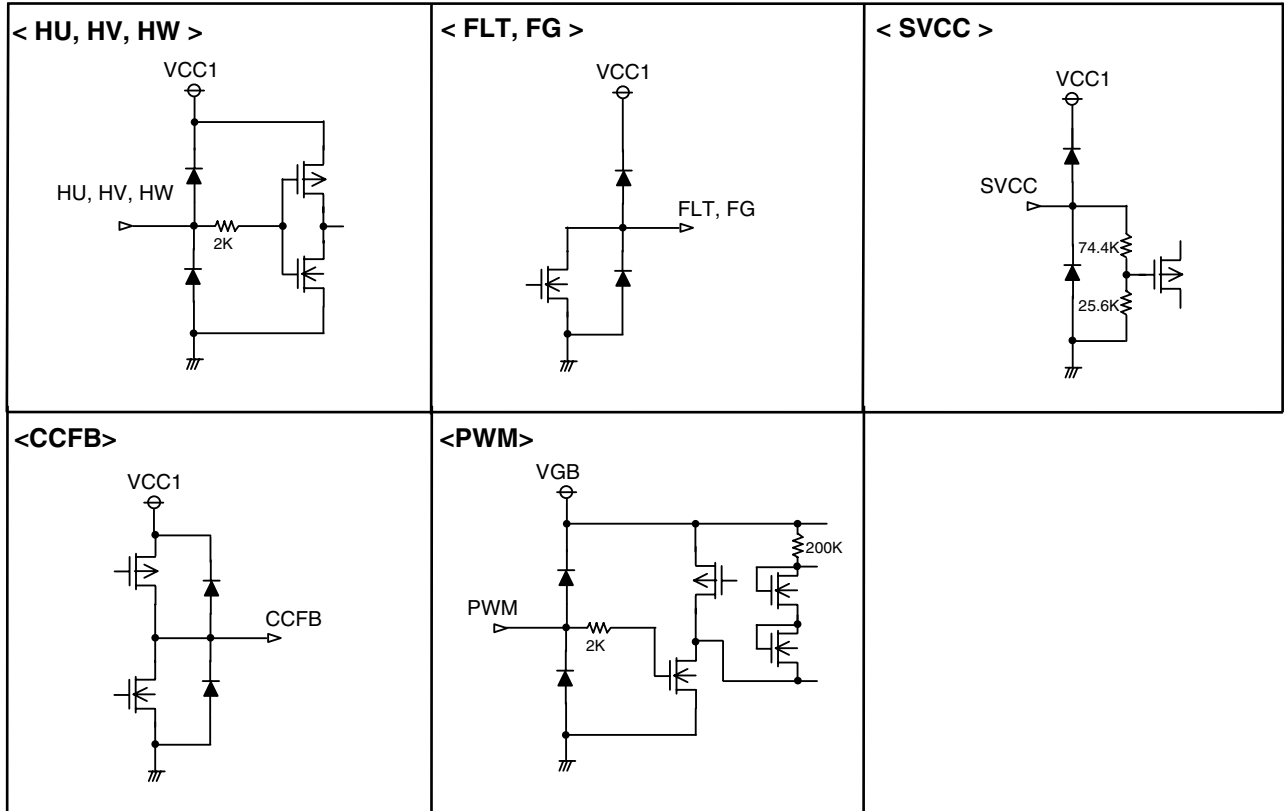 < HU, HV, HW >
VCC1
HU, HV, HW
2K
< FLT, FG >
VCC1
FLT, FG
< SVCC >
VCC1
SVCC
74.4K
25.6K
<CCFB>
VCC1
CCFB
<PWM>
VGB
200K
PWM
2K